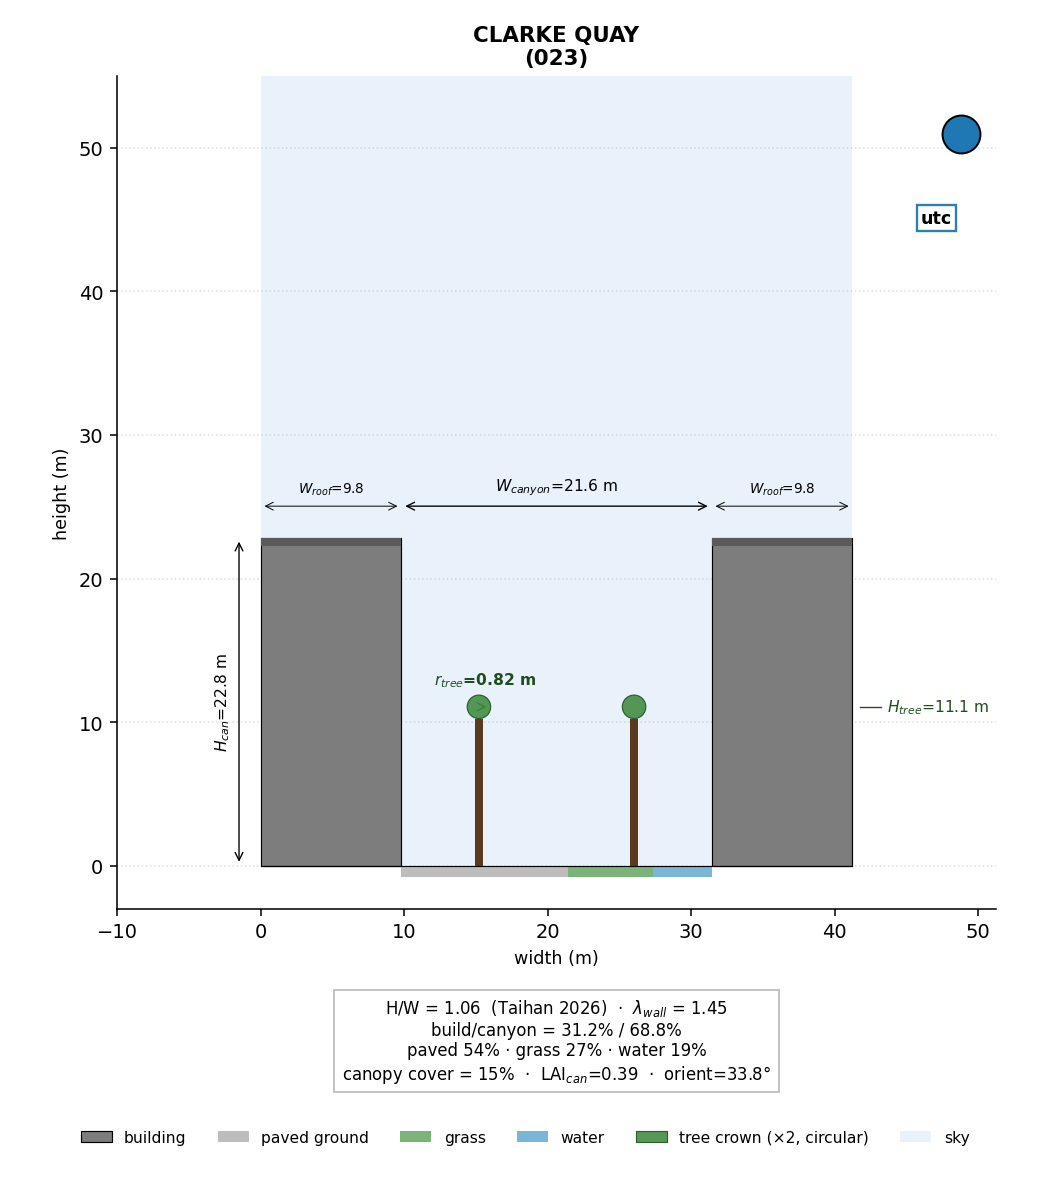 CLARKE QUAY
(023)
50
utc
40
30
W_roof=9.8
W_canyon=21.6 m
W_roof=9.8
height (m)
20
H_can=22.8 m
r_tree=0.82 m
H_tree=11.1 m
10
0
−10
0
10
20
30
40
50
width (m)
H/W = 1.06 (Taihan 2026) · λ_wall = 1.45
build/canyon = 31.2% / 68.8%
paved 54% · grass 27% · water 19%
canopy cover = 15% · LAI_can=0.39 · orient=33.8°
building
paved ground
grass
water
tree crown (×2, circular)
sky